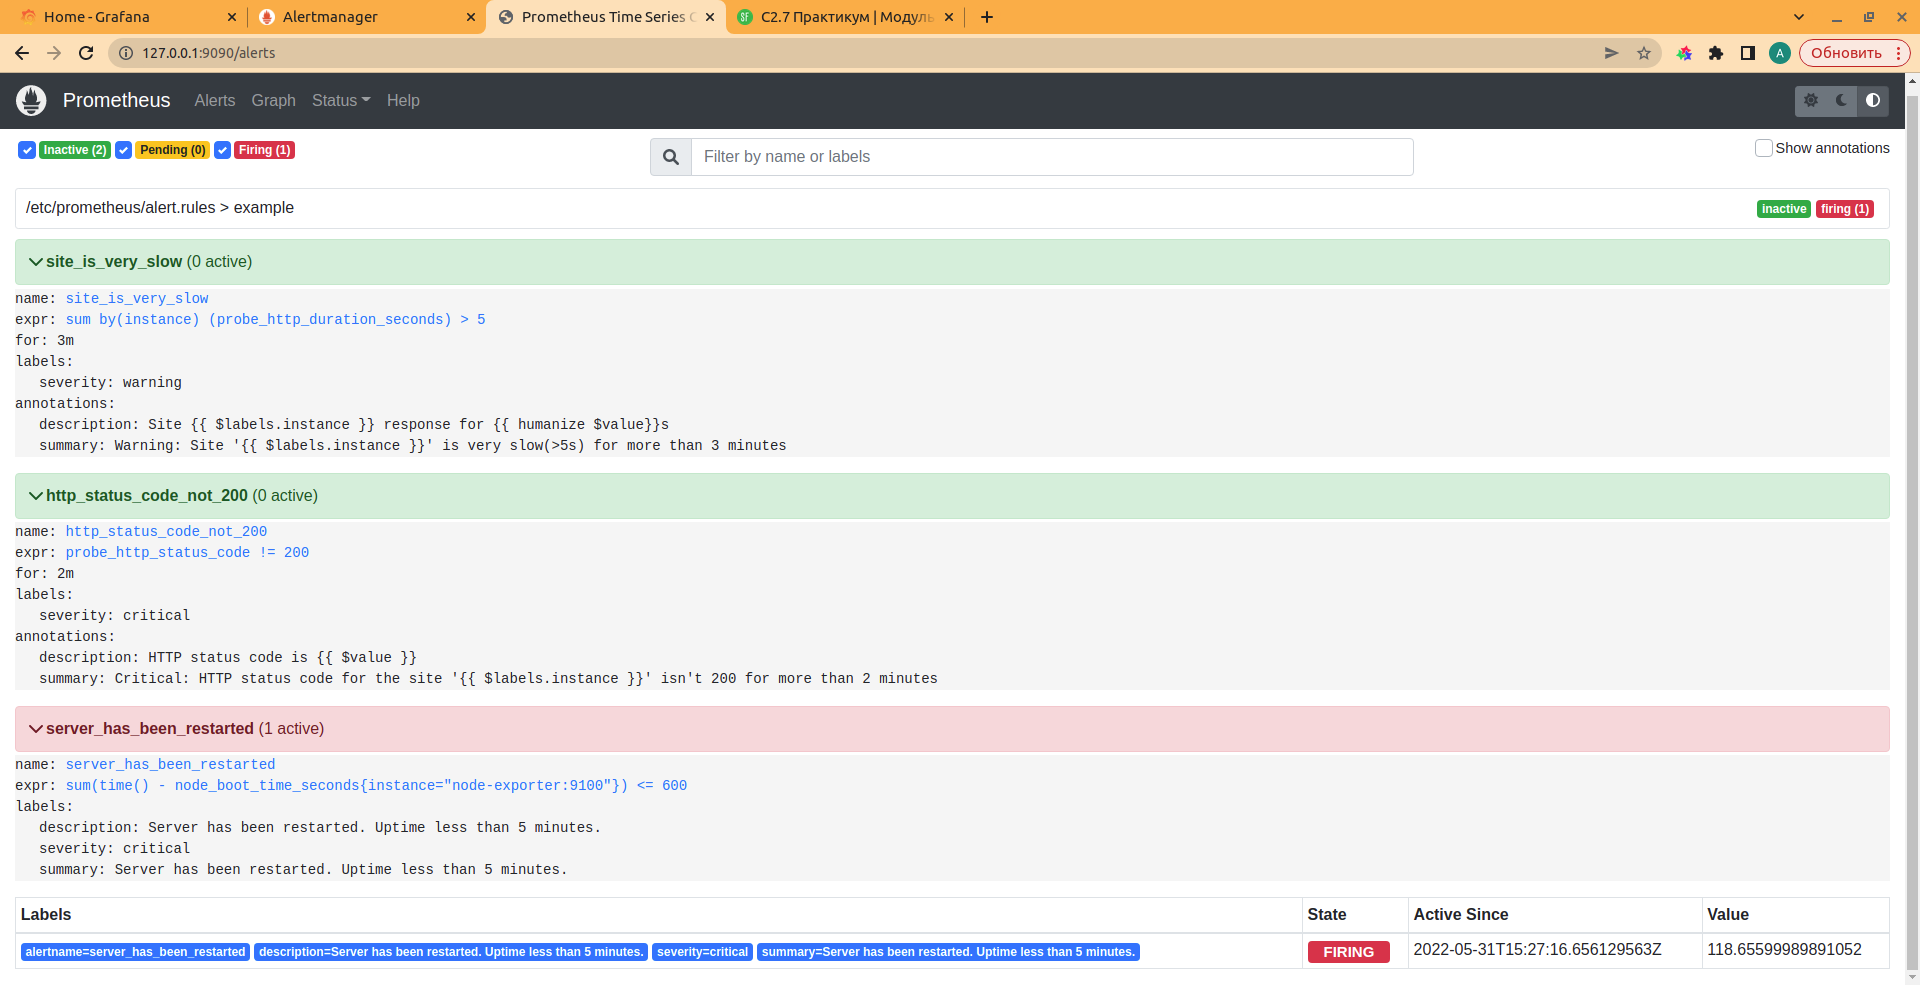 Home - Grafana
Alertmanager
Prometheus Time Series
C2.7 Практикум | Модуль
127.0.0.1:9090/alerts
A
Обновить
Prometheus
Alerts
Graph
Status
Help
Inactive (2)
Pending (0)
Firing (1)
Filter by name or labels
Show annotations
/etc/prometheus/alert.rules > example
inactive
firing (1)
site_is_very_slow (0 active)
name: site_is_very_slow
expr: sum by(instance) (probe_http_duration_seconds) > 5
for: 3m
labels:
severity: warning
annotations:
description: Site {{ $labels.instance }} response for {{ humanize $value}}s
summary: Warning: Site '{{ $labels.instance }}' is very slow(>5s) for more than 3 minutes
http_status_code_not_200 (0 active)
name: http_status_code_not_200
expr: probe_http_status_code != 200
for: 2m
labels:
severity: critical
annotations:
description: HTTP status code is {{ $value }}
summary: Critical: HTTP status code for the site '{{ $labels.instance }}' isn't 200 for more than 2 minutes
server_has_been_restarted (1 active)
name: server_has_been_restarted
expr: sum(time() - node_boot_time_seconds{instance="node-exporter:9100"}) <= 600
labels:
description: Server has been restarted. Uptime less than 5 minutes.
severity: critical
summary: Server has been restarted. Uptime less than 5 minutes.
Labels State Active Since Value
alertname=server_has_been_restarted description=Server has been restarted. Uptime less than 5 minutes. severity=critical summary=Server has been restarted. Uptime less than 5 minutes. FIRING 2022-05-31T15:27:16.656129563Z 118.65599989891052